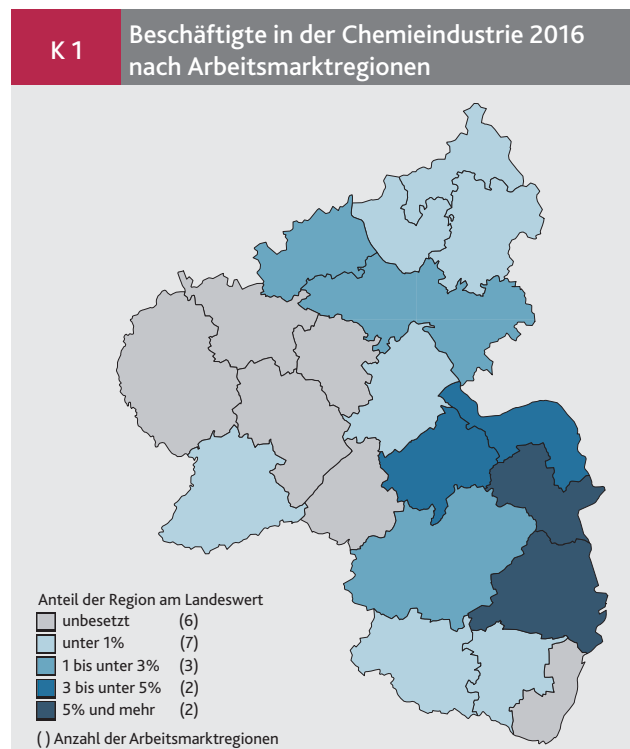 K 1
Beschäftigte in der Chemieindustrie 2016
nach Arbeitsmarktregionen
Anteil der Region am Landeswert
unbesetzt (6)
unter 1% (7)
1 bis unter 3% (3)
3 bis unter 5% (2)
5% und mehr (2)
( ) Anzahl der Arbeitsmarktregionen